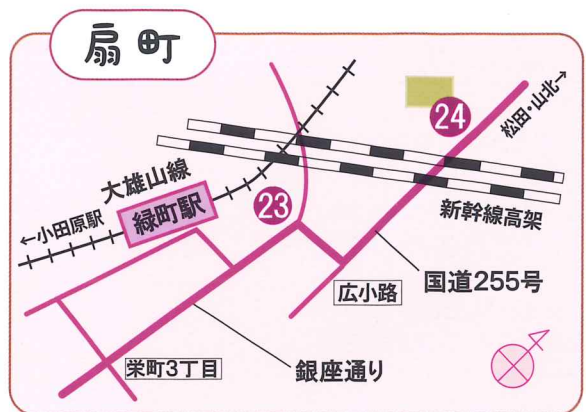 扇町
24
松田・山北→
大雄山線
緑町駅
←小田原駅
23
新幹線高架
国道255号
広小路
銀座通り
栄町3丁目